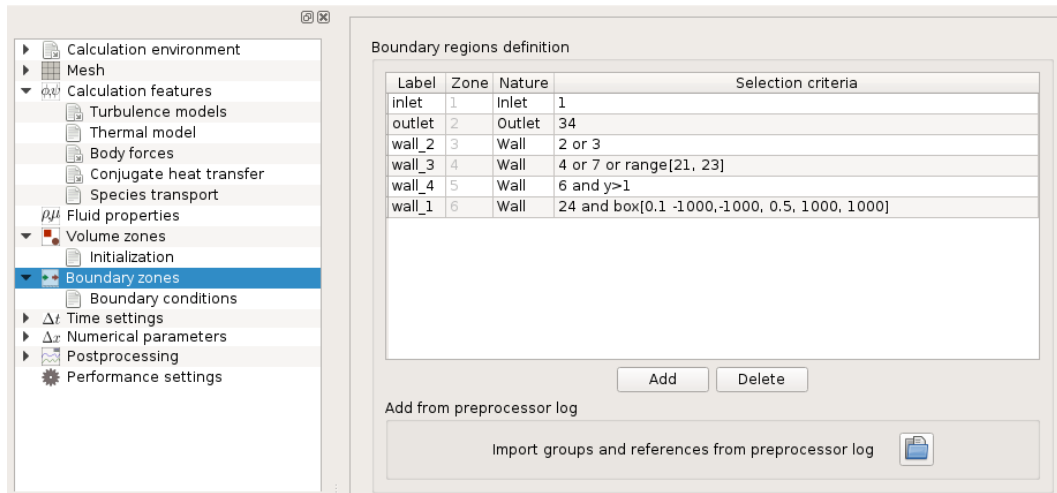 Calculation environment
Mesh
φ,ψ Calculation features
Turbulence models
Thermal model
Body forces
Conjugate heat transfer
Species transport
ρ,μ Fluid properties
Volume zones
Initialization
Boundary zones
Boundary conditions
Δt Time settings
Δx Numerical parameters
Postprocessing
Performance settings
Boundary regions definition
Label Zone Nature Selection criteria
inlet 1 Inlet 1
outlet 2 Outlet 34
wall_2 3 Wall 2 or 3
wall_3 4 Wall 4 or 7 or range[21, 23]
wall_4 5 Wall 6 and y>1
wall_1 6 Wall 24 and box[0.1 -1000,-1000, 0.5, 1000, 1000]
Add Delete
Add from preprocessor log
Import groups and references from preprocessor log